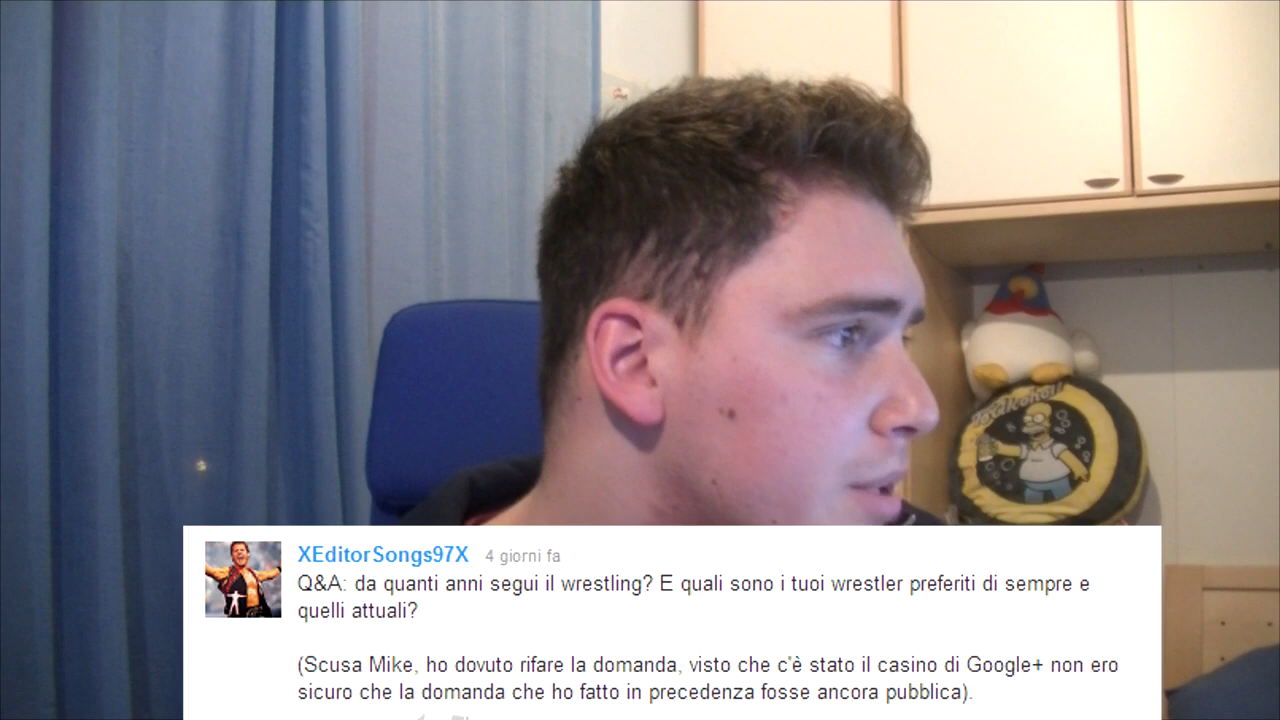 XEditorSongs97X 4 giorni fa
Q&A: da quanti anni segui il wrestling? E quali sono i tuoi wrestler preferiti di sempre e
quelli attuali?
(Scusa Mike, ho dovuto rifare la domanda, visto che c'è stato il casino di Google+ non ero
sicuro che la domanda che ho fatto in precedenza fosse ancora pubblica).